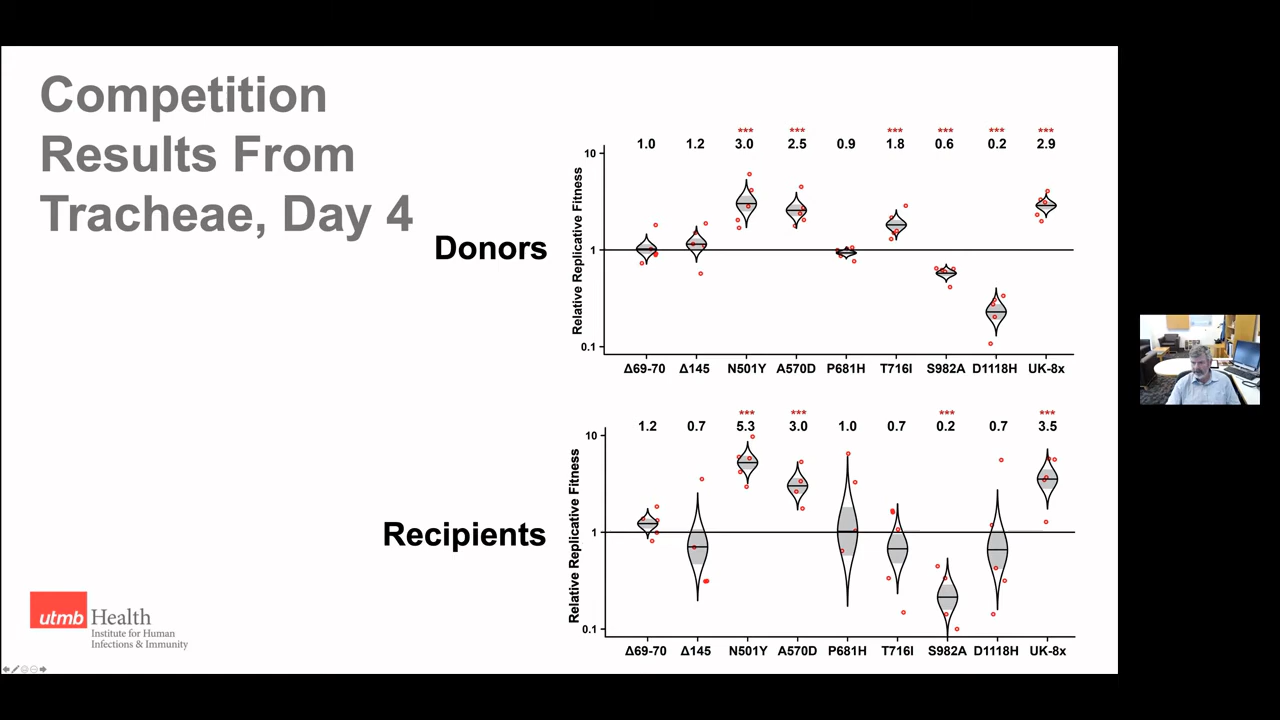 Competition
Results From
Tracheae, Day 4
Donors
*** *** *** *** *** ***
1.0 1.2 3.0 2.5 0.9 1.8 0.6 0.2 2.9
Relative Replicative Fitness
10
1
0.1
Δ69-70 Δ145 N501Y A570D P681H T716I S982A D1118H UK-8x
Recipients
*** *** *** ***
1.2 0.7 5.3 3.0 1.0 0.7 0.2 0.7 3.5
Relative Replicative Fitness
10
1
0.1
Δ69-70 Δ145 N501Y A570D P681H T716I S982A D1118H UK-8x
utmb Health
Institute for Human
Infections & Immunity